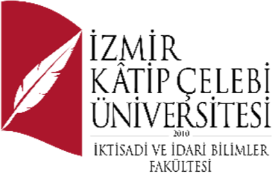 İZMİR
KÂTİP ÇELEBİ
ÜNİVERSİTESİ
2010
İKTİSADİ VE İDARİ BİLİMLER
FAKÜLTESİ